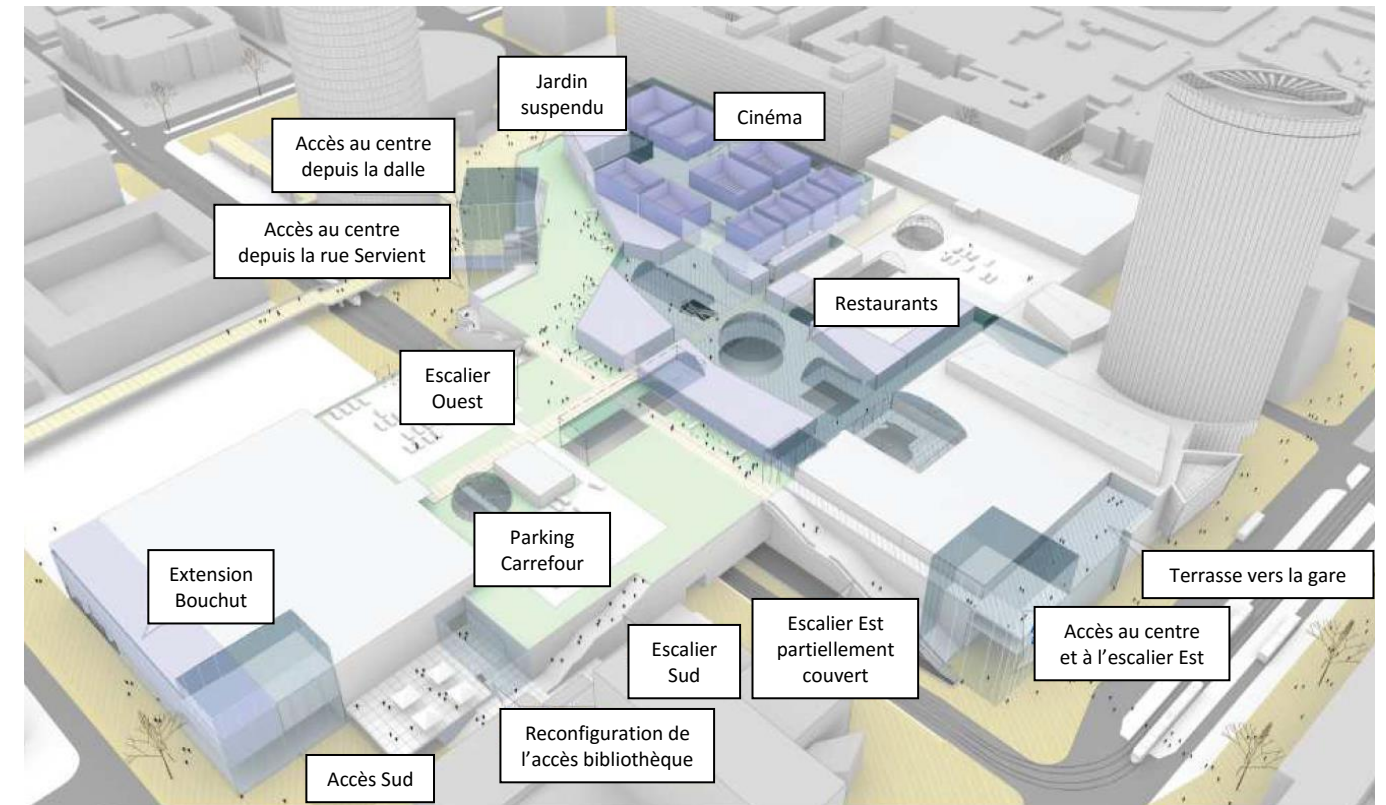 Jardin
suspendu
Cinéma
Accès au centre
depuis la dalle
Accès au centre
depuis la rue Servient
Restaurants
Escalier
Ouest
Parking
Carrefour
Extension
Bouchut
Terrasse vers la gare
Escalier Est
partiellement
couvert
Accès au centre
et à l’escalier Est
Escalier
Sud
Reconfiguration de
l’accès bibliothèque
Accès Sud